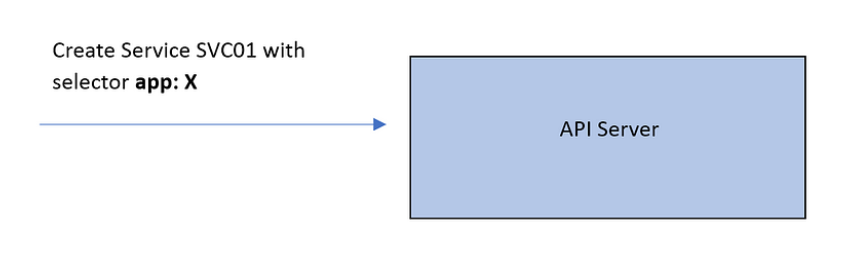 Create Service SVC01 with
selector app: X
API Server